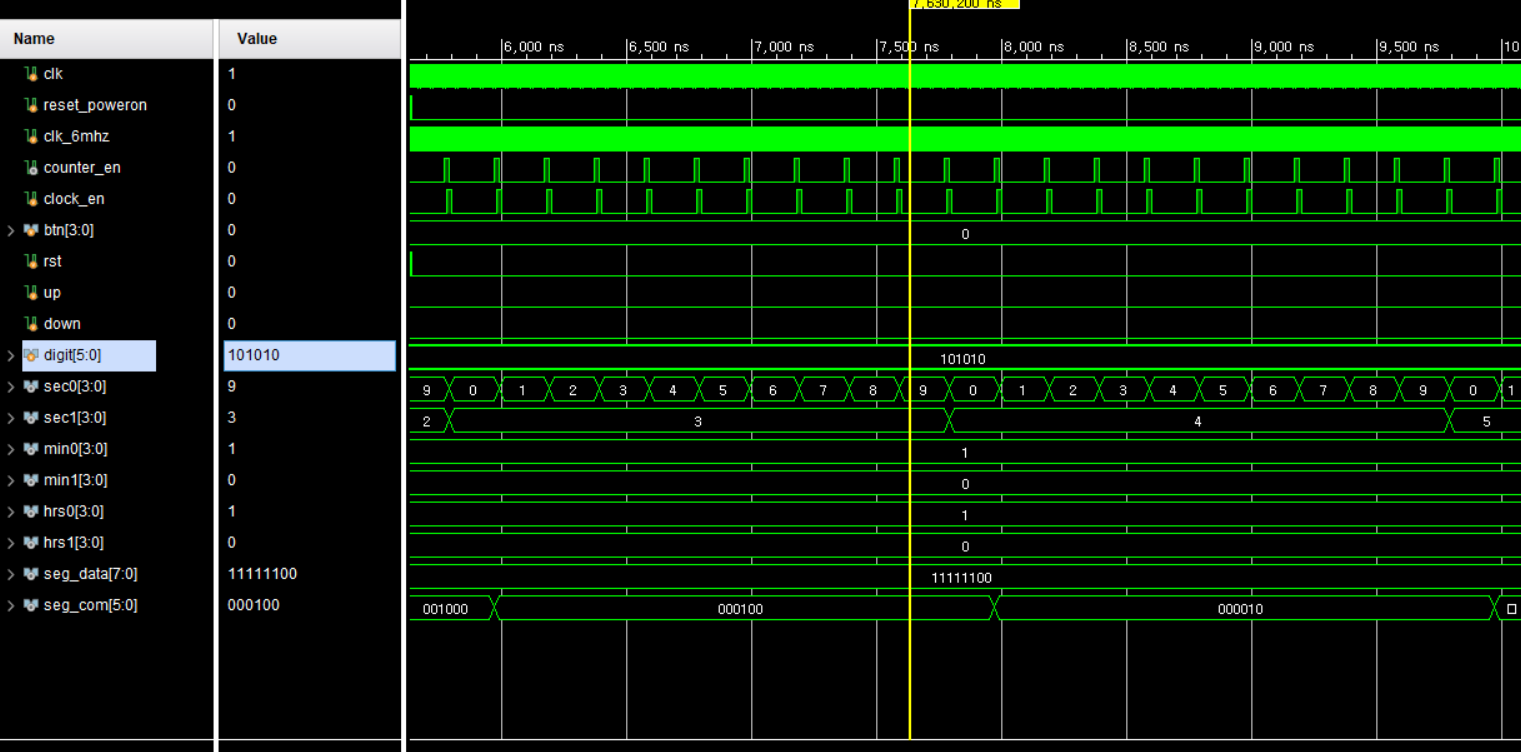 7,630,200 ns
Name Value
6,000 ns 6,500 ns 7,000 ns 7,500 ns 8,000 ns 8,500 ns 9,000 ns 9,500 ns 10
clk 1
reset_poweron 0
clk_6mhz 1
counter_en 0
clock_en 0
btn[3:0] 0 0
rst 0
up 0
down 0
digit[5:0] 101010 101010
sec0[3:0] 9 9 0 1 2 3 4 5 6 7 8 9 0 1 2 3 4 5 6 7 8 9 0 1
sec1[3:0] 3 2 3 4 5
min0[3:0] 1 1
min1[3:0] 0 0
hrs0[3:0] 1 1
hrs1[3:0] 0 0
seg_data[7:0] 11111100 11111100
seg_com[5:0] 000100 001000 000100 000010